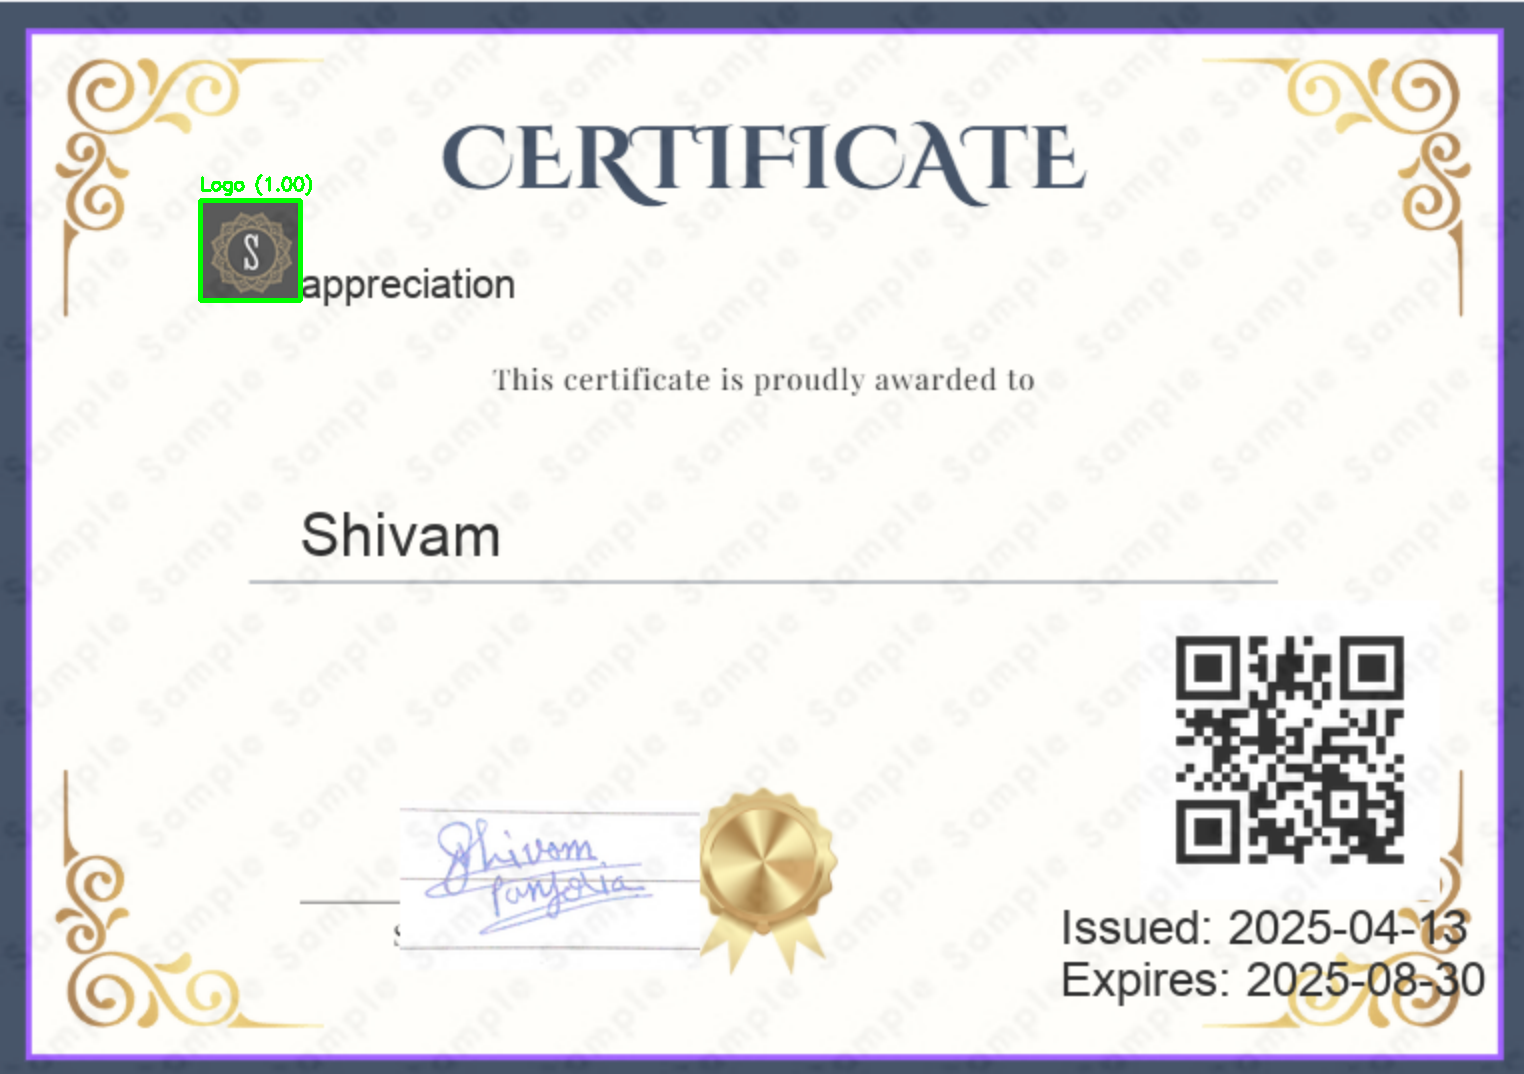 CERTIFICATE
Logo (1.00)
S
appreciation
This certificate is proudly awarded to
Shivam
Shivam
Issued: 2025-04-13
Expires: 2025-08-30
Sample